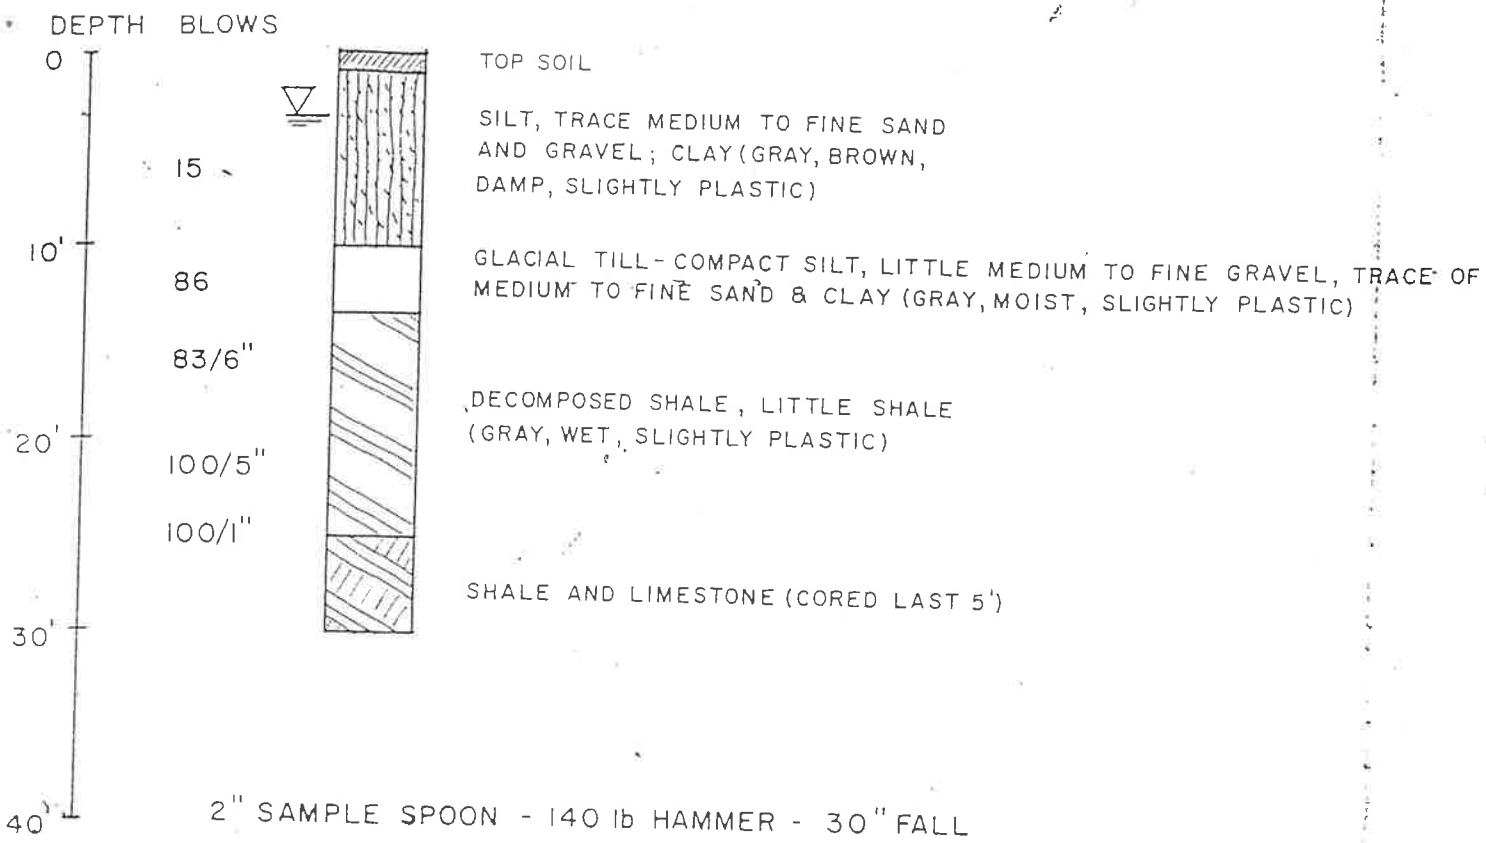 DEPTH BLOWS
0
TOP SOIL
SILT, TRACE MEDIUM TO FINE SAND
AND GRAVEL; CLAY (GRAY, BROWN,
15
DAMP, SLIGHTLY PLASTIC)
10'
GLACIAL TILL - COMPACT SILT, LITTLE MEDIUM TO FINE GRAVEL, TRACE OF
86
MEDIUM TO FINE SAND & CLAY (GRAY, MOIST, SLIGHTLY PLASTIC)
83/6"
DECOMPOSED SHALE, LITTLE SHALE
20'
(GRAY, WET, SLIGHTLY PLASTIC)
100/5"
100/1"
SHALE AND LIMESTONE (CORED LAST 5')
30'
40'
2" SAMPLE SPOON - 140 lb HAMMER - 30" FALL